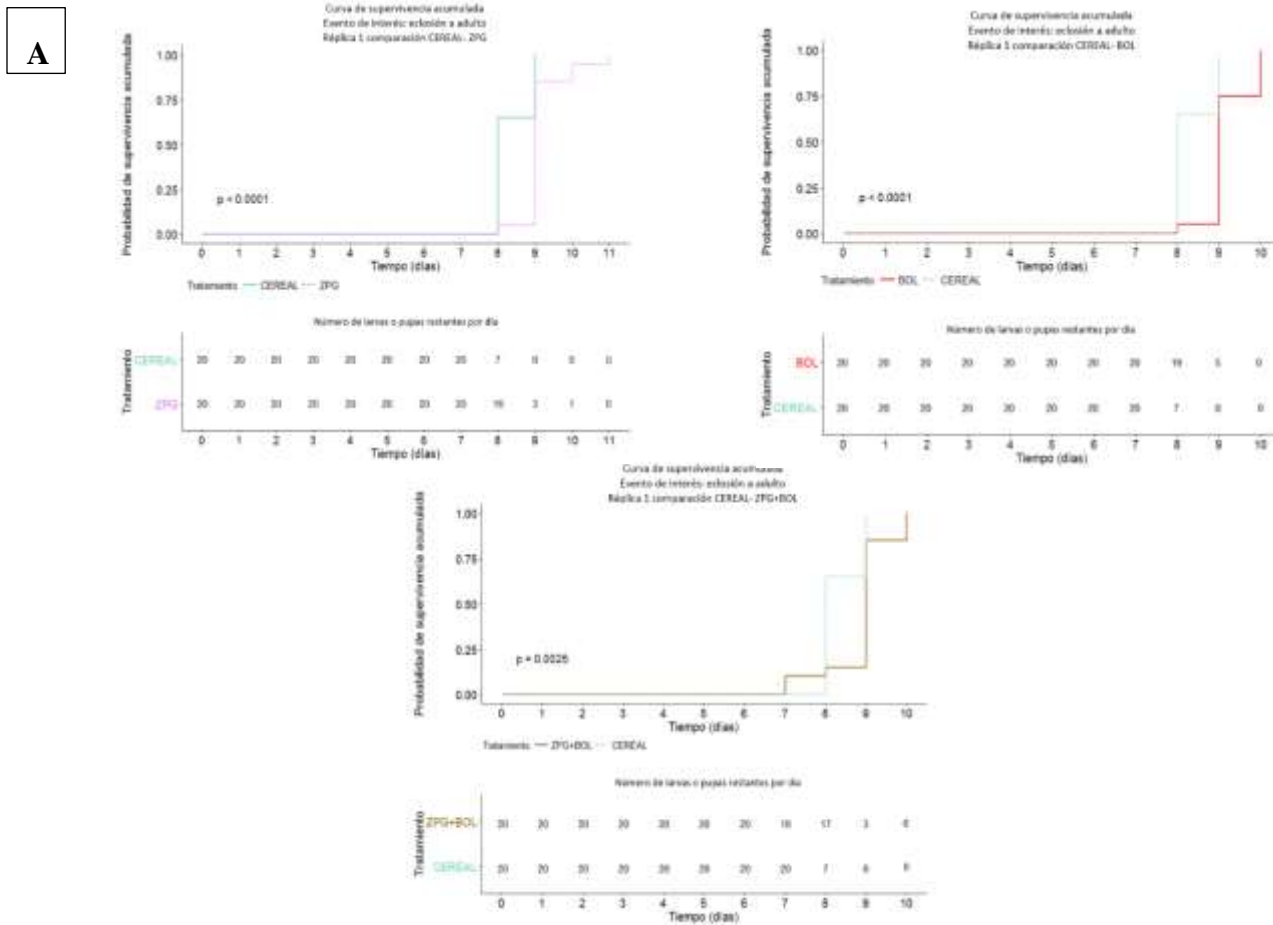 A
Curva de supervivencia acumulada
Evento de interés: eclosión a adulto
Réplica 1 comparación CEREAL- ZPG
Probabilidad de supervivencia acumulada
1.00
0.75
0.50
0.25
0.00
p < 0.0001
0 1 2 3 4 5 6 7 8 9 10 11
Tiempo (días)
Tratamiento CEREAL ZPG
Número de larvas o pupas restantes por día
Tratamiento
CEREAL 20 20 20 20 20 20 20 20 7 0 0 0
ZPG 20 20 20 20 20 20 20 20 19 3 1 0
0 1 2 3 4 5 6 7 8 9 10 11
Tiempo (días)
Curva de supervivencia acumulada
Evento de interés: eclosión a adulto
Réplica 1 comparación CEREAL- BOL
Probabilidad de supervivencia acumulada
1.00
0.75
0.50
0.25
0.00
p < 0.0001
0 1 2 3 4 5 6 7 8 9 10
Tiempo (días)
Tratamiento BOL CEREAL
Número de larvas o pupas restantes por día
Tratamiento
BOL 20 20 20 20 20 20 20 20 19 5 0
CEREAL 20 20 20 20 20 20 20 20 7 0 0
0 1 2 3 4 5 6 7 8 9 10
Tiempo (días)
Curva de supervivencia acumulada
Evento de interés: eclosión a adulto
Réplica 1 comparación CEREAL- ZPG+BOL
Probabilidad de supervivencia acumulada
1.00
0.75
0.50
0.25
0.00
p = 0.0026
0 1 2 3 4 5 6 7 8 9 10
Tiempo (días)
Tratamiento ZPG+BOL CEREAL
Número de larvas o pupas restantes por día
Tratamiento
ZPG+BOL 20 20 20 20 20 20 20 18 17 3 0
CEREAL 20 20 20 20 20 20 20 20 7 0 0
0 1 2 3 4 5 6 7 8 9 10
Tiempo (días)